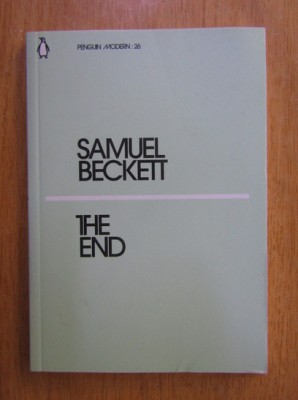 PENGUIN MODERN : 26
SAMUEL
BECKETT
THE
END